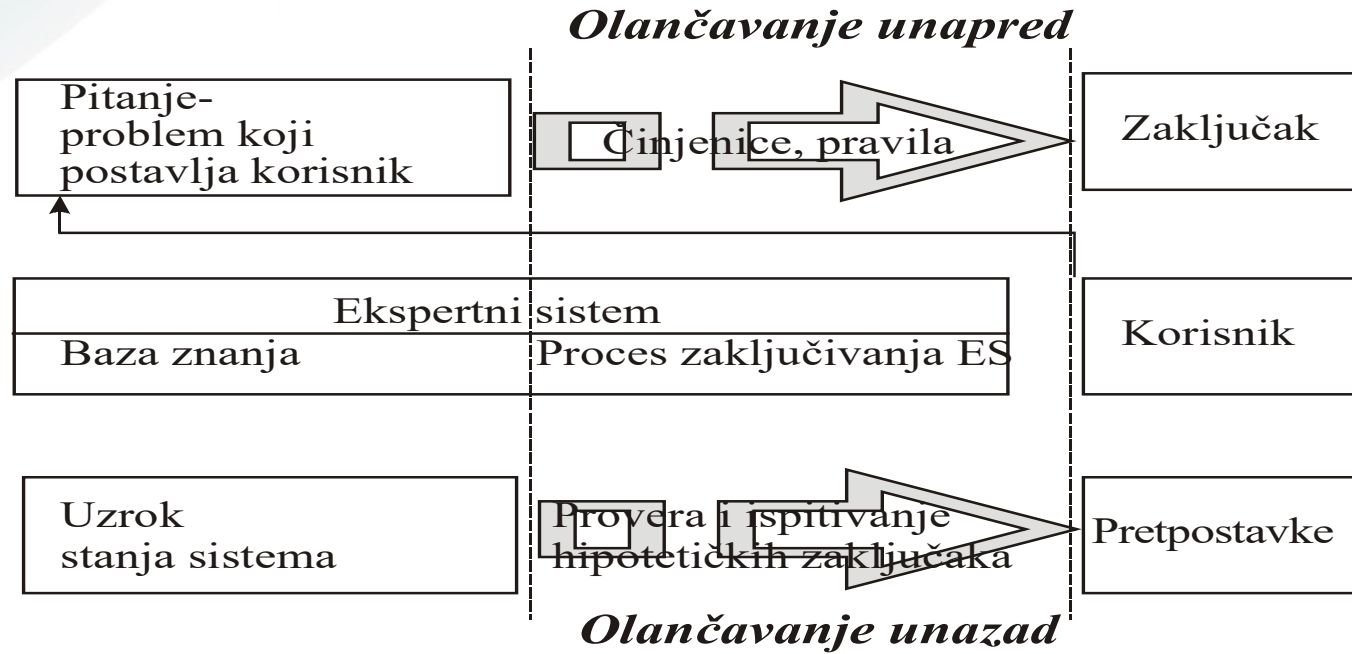 Olančavanje unapred
Pitanje-
problem koji
postavlja korisnik
Činjenice, pravila
Zaključak
Ekspertni sistem
Baza znanja
Proces zaključivanja ES
Korisnik
Uzrok
stanja sistema
Provera i ispitivanje
hipotetičkih zaključaka
Pretpostavke
Olančavanje unazad